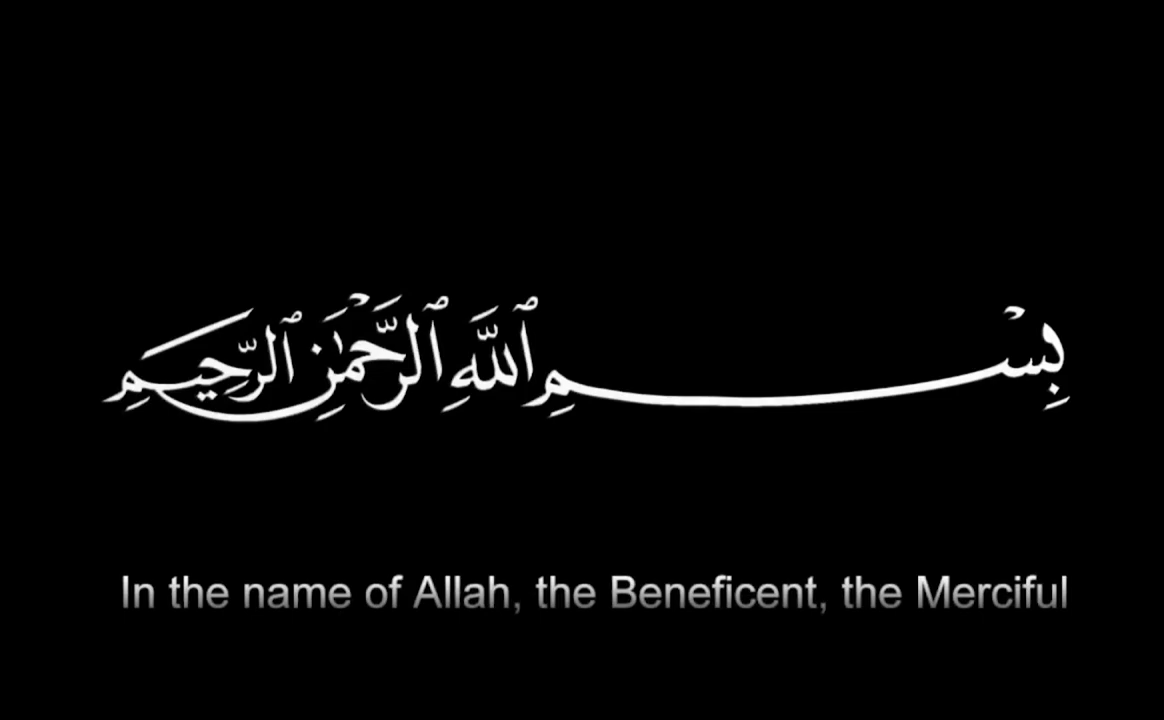 بِسْمِ ٱللَّهِ ٱلرَّحْمَٰنِ ٱلرَّحِيمِ
In the name of Allah, the Beneficent, the Merciful